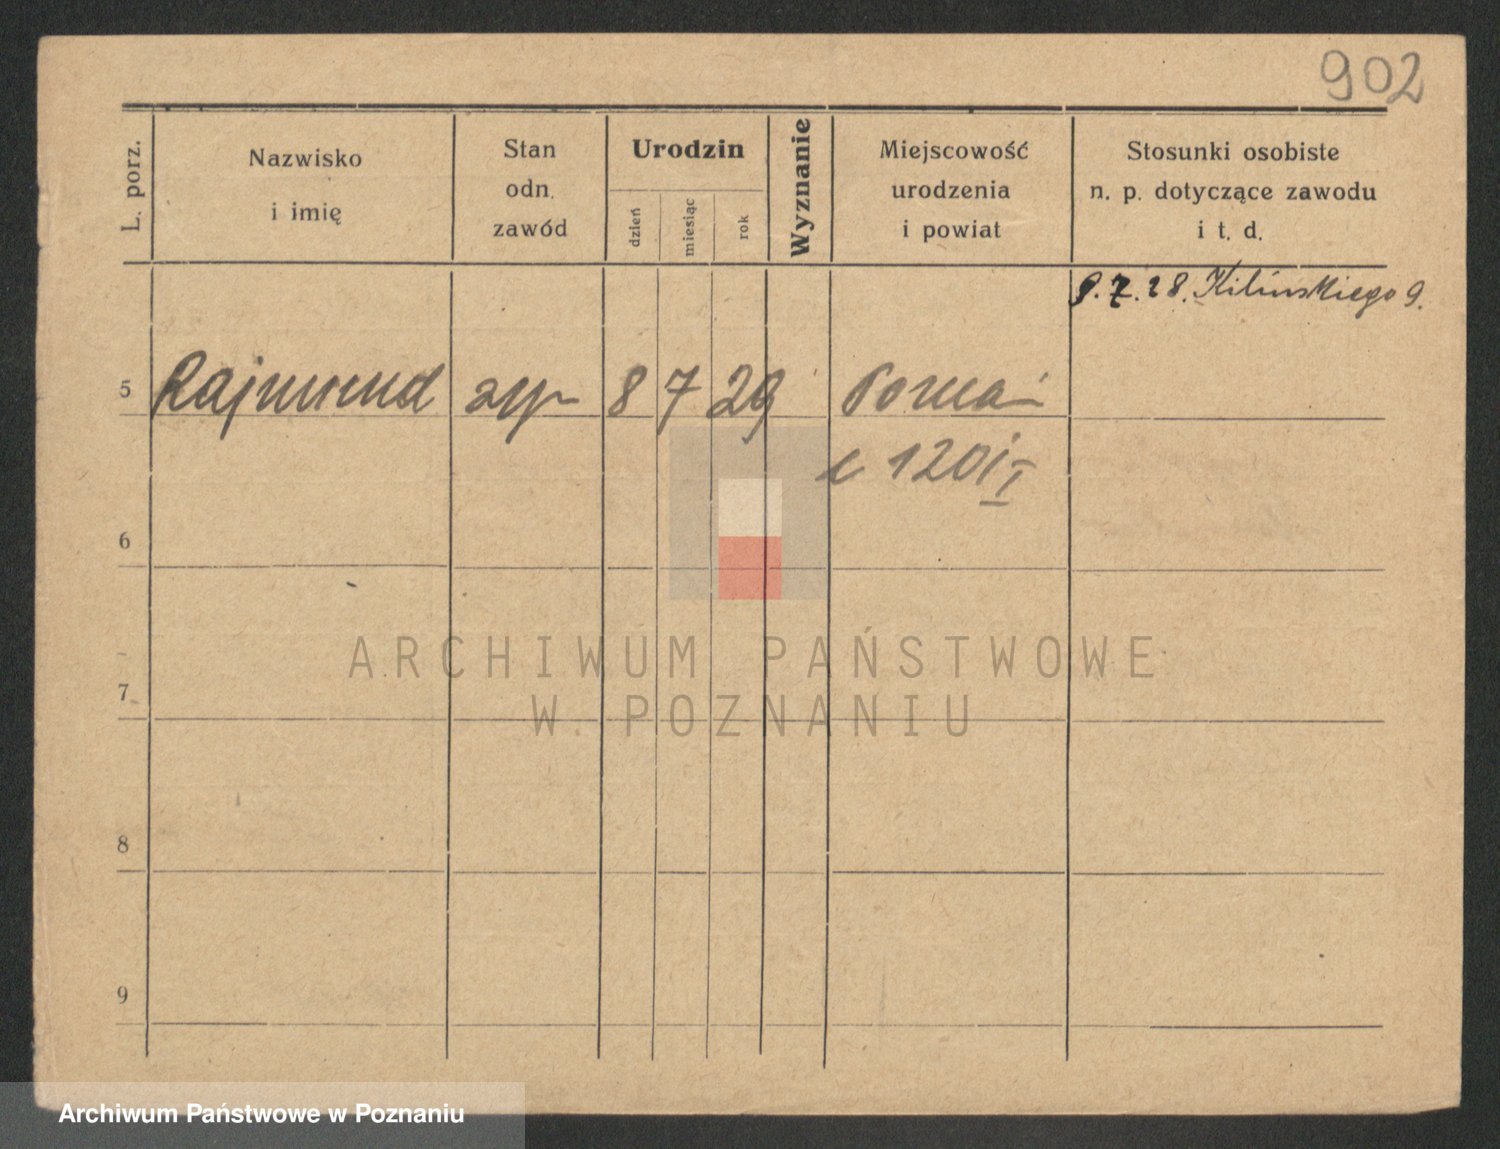 902
L. porz.
Nazwisko
i imię
Stan
odn.
zawód
Urodzin
dzień
miesiąc
rok
Wyznanie
Miejscowość
urodzenia
i powiat
Stosunki osobiste
n. p. dotyczące zawodu
i t. d.
9.7.28. Kilińskiego 9.
5 Rajmund syn 8 7 29 Poznań
1201
6
7
8
9
ARCHIWUM PAŃSTWOWE
W POZNANIU
Archiwum Państwowe w Poznaniu